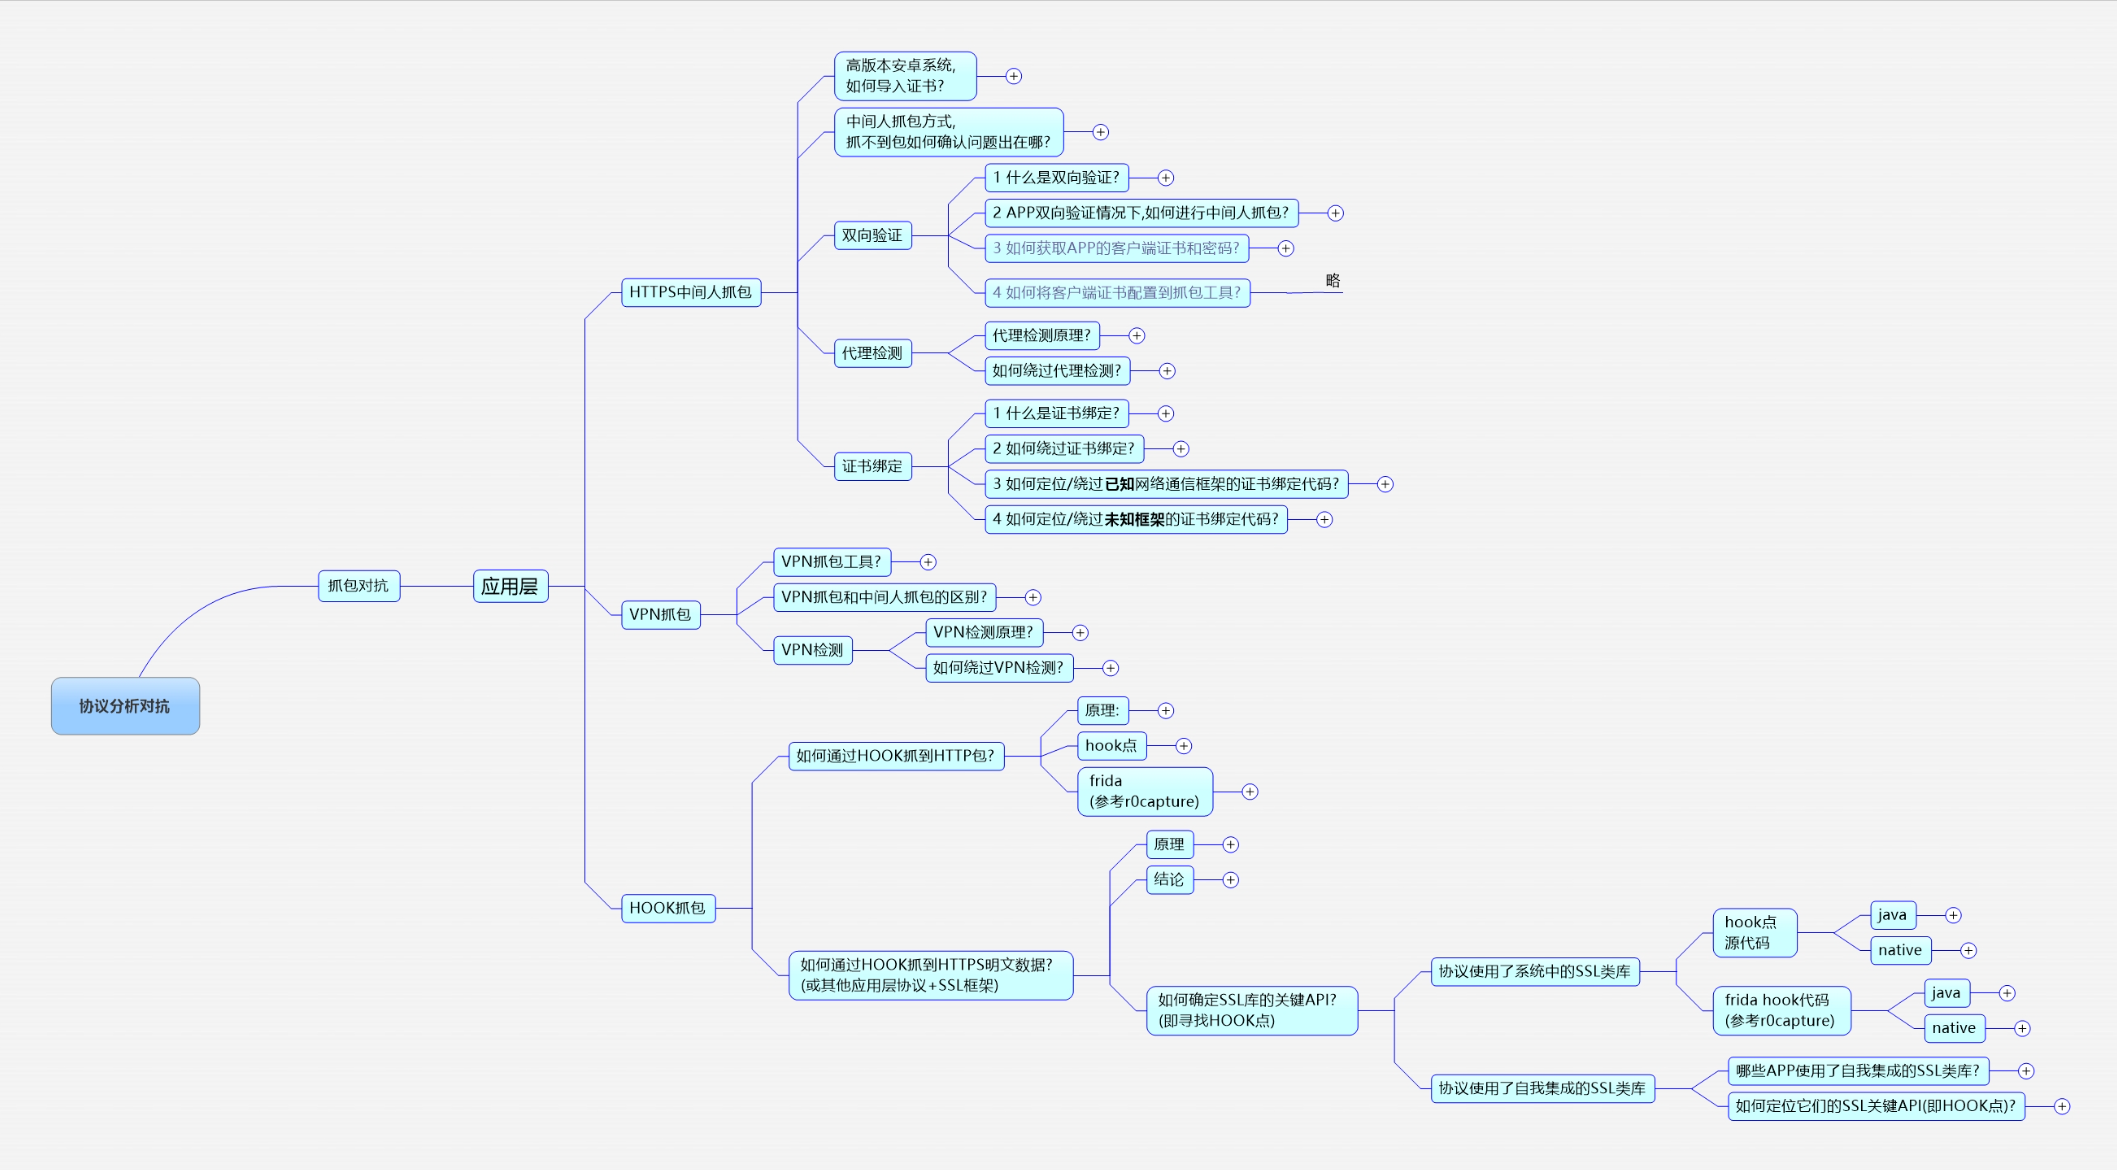 高版本安卓系统,
如何导入证书?
中间人抓包方式,
抓不到包如何确认问题出在哪?
1 什么是双向验证?
2 APP双向验证情况下,如何进行中间人抓包?
双向验证
3 如何获取APP的客户端证书和密码?
4 如何将客户端证书配置到抓包工具?
略
HTTPS中间人抓包
代理检测原理?
代理检测
如何绕过代理检测?
1 什么是证书绑定?
2 如何绕过证书绑定?
证书绑定
3 如何定位/绕过已知网络通信框架的证书绑定代码?
4 如何定位/绕过未知框架的证书绑定代码?
协议分析对抗
抓包对抗
应用层
VPN抓包工具?
VPN抓包和中间人抓包的区别?
VPN抓包
VPN检测原理?
VPN检测
如何绕过VPN检测?
原理:
如何通过HOOK抓到HTTP包?
hook点
frida
(参考r0capture)
HOOK抓包
原理
结论
如何通过HOOK抓到HTTPS明文数据?
(或其他应用层协议+SSL框架)
如何确定SSL库的关键API?
(即寻找HOOK点)
协议使用了系统中的SSL类库
hook点
源代码
java
native
frida hook代码
(参考r0capture)
java
native
协议使用了自我集成的SSL类库
哪些APP使用了自我集成的SSL类库?
如何定位它们的SSL关键API(即HOOK点)?